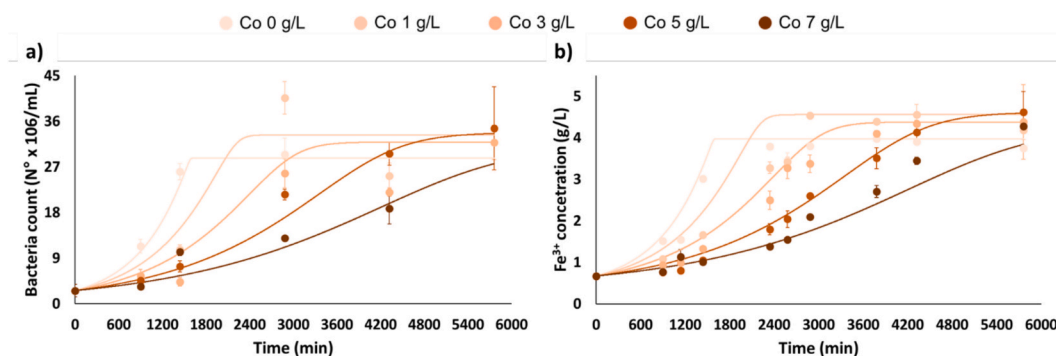 Co 0 g/L Co 1 g/L Co 3 g/L Co 5 g/L Co 7 g/L
a)
45
36
27
18
9
0
Bacteria count (N° x 106/mL)
0 600 1200 1800 2400 3000 3600 4200 4800 5400 6000
Time (min)
b)
5
4
3
2
1
0
Fe³⁺ concetration (g/L)
0 600 1200 1800 2400 3000 3600 4200 4800 5400 6000
Time (min)